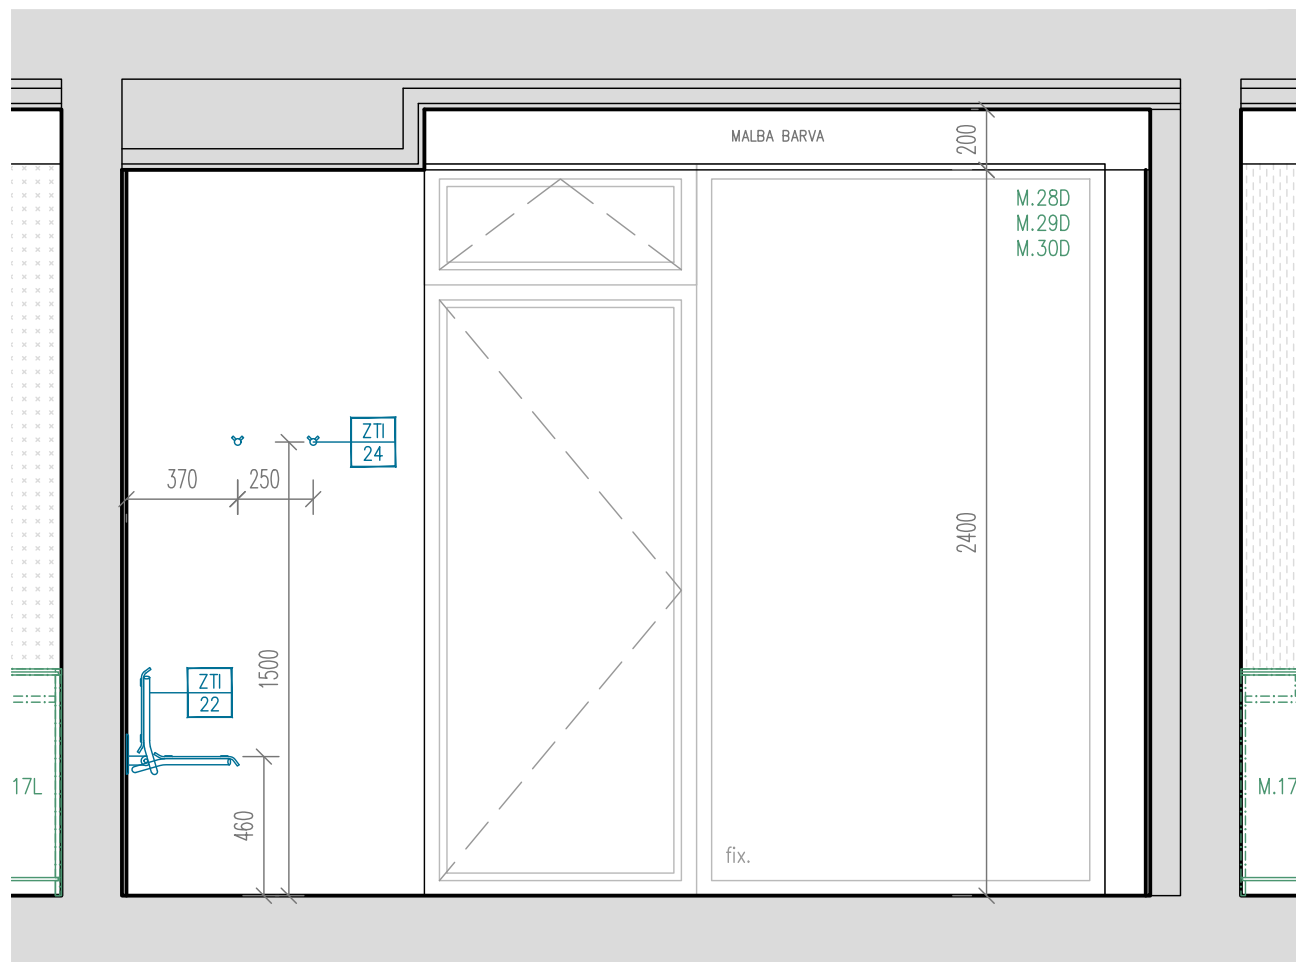 MALBA BARVA
200
M.28D
M.29D
M.30D
ZTI
24
370
250
2400
1500
ZTI
22
17L
M.17
460
fix.